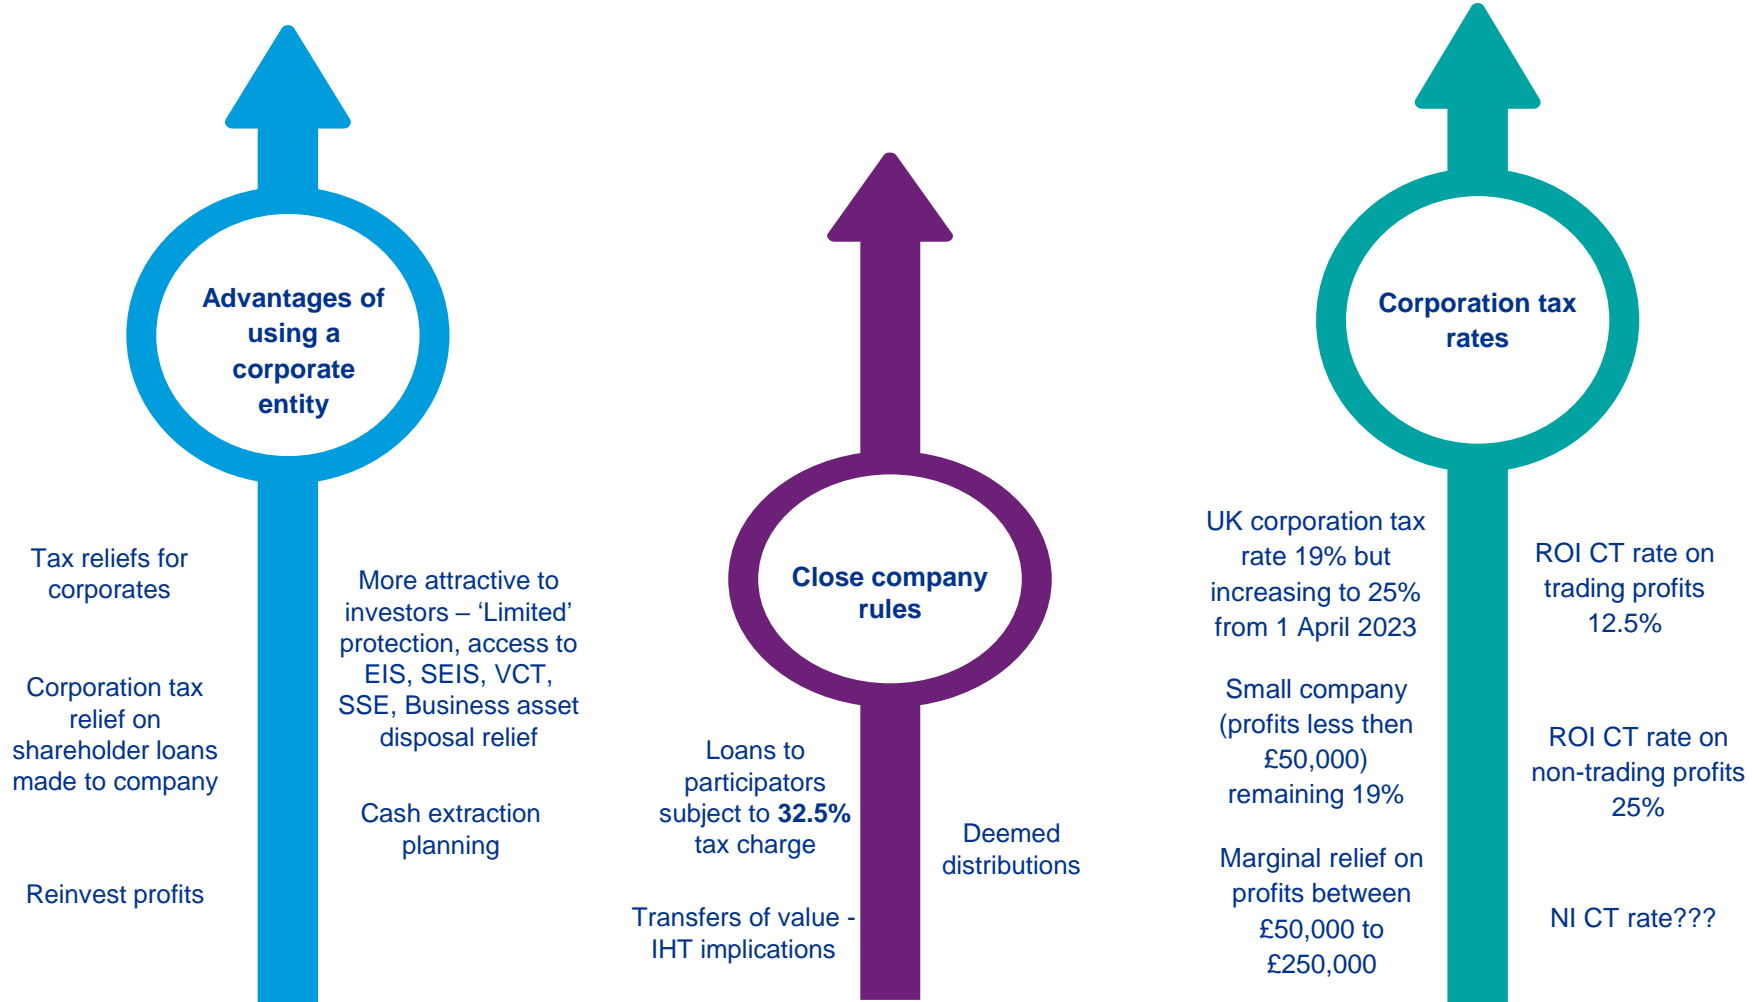 Advantages of
using a
corporate
entity
Tax reliefs for
corporates
Corporation tax
relief on
shareholder loans
made to company
Reinvest profits
More attractive to
investors – ‘Limited’
protection, access to
EIS, SEIS, VCT,
SSE, Business asset
disposal relief
Cash extraction
planning
Close company
rules
Loans to
participators
subject to 32.5%
tax charge
Transfers of value -
IHT implications
Deemed
distributions
Corporation tax
rates
UK corporation tax
rate 19% but
increasing to 25%
from 1 April 2023
Small company
(profits less then
£50,000)
remaining 19%
Marginal relief on
profits between
£50,000 to
£250,000
ROI CT rate on
trading profits
12.5%
ROI CT rate on
non-trading profits
25%
NI CT rate???